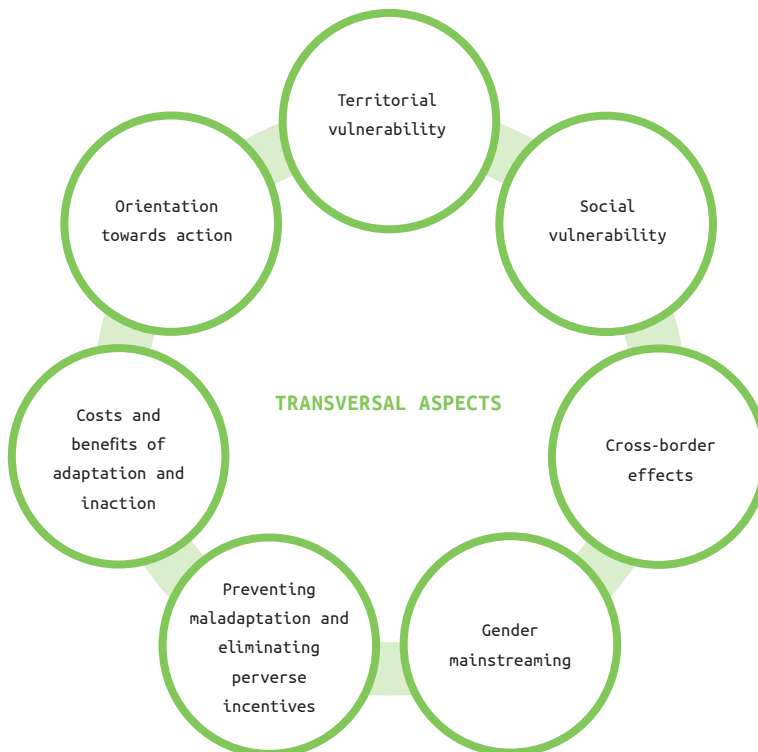 Territorial
vulnerability
Social
vulnerability
Cross-border
effects
Gender
mainstreaming
Preventing
maladaptation and
eliminating
perverse
incentives
Costs and
benefits of
adaptation and
inaction
Orientation
towards action
TRANSVERSAL ASPECTS